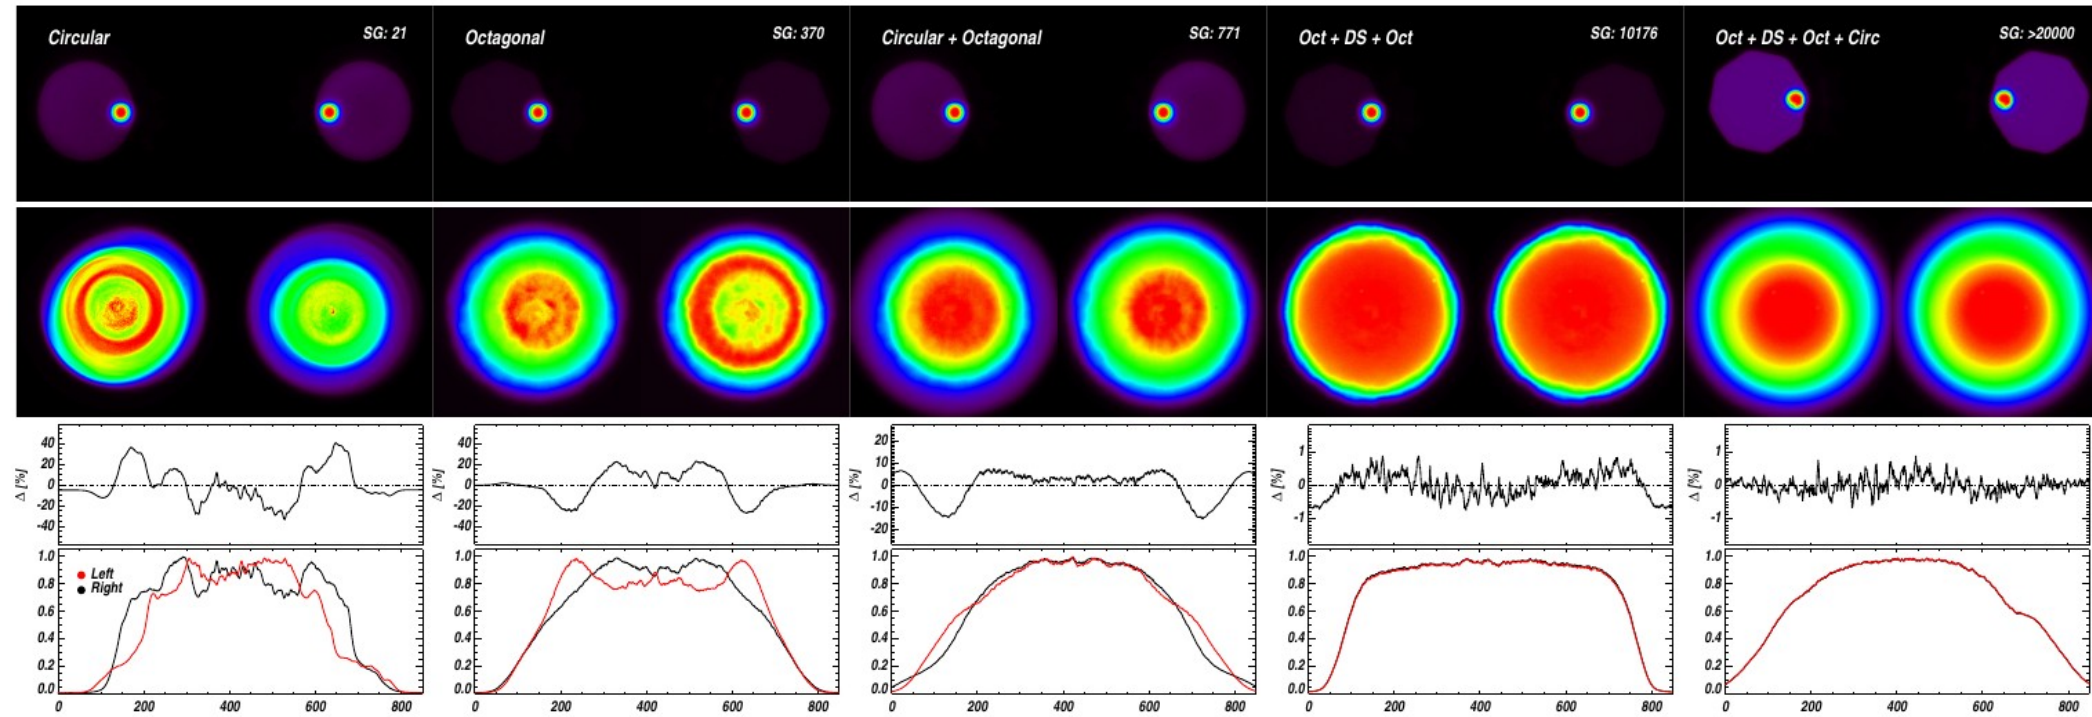 Circular SG: 21
Octagonal SG: 370
Circular + Octagonal SG: 771
Oct + DS + Oct SG: 10176
Oct + DS + Oct + Circ SG: >20000
Δ [%] 40 20 0 -20 -40
Δ [%] 40 20 0 -20 -40
Δ [%] 20 10 0 -10 -20
Δ [%] 1 0 -1
Δ [%] 1 0 -1
1.0 0.8 0.6 0.4 0.2 0.0
Left
Right
1.0 0.8 0.6 0.4 0.2 0.0
1.0 0.8 0.6 0.4 0.2 0.0
1.0 0.8 0.6 0.4 0.2 0.0
1.0 0.8 0.6 0.4 0.2 0.0
0 200 400 600 800
0 200 400 600 800
0 200 400 600 800
0 200 400 600 800
0 200 400 600 800